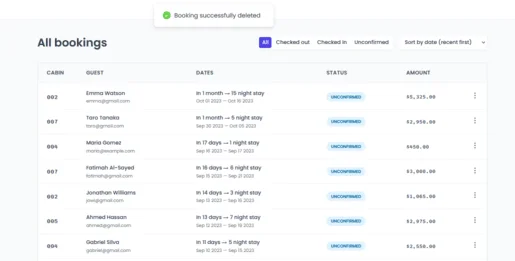 Booking successfully deleted
All bookings
All Checked out Checked in Unconfirmed Sort by date (recent first)
CABIN GUEST DATES STATUS AMOUNT
002 Emma Watson In 1 month → 15 night stay UNCONFIRMED $5,325.00
emma@gmail.com Oct 01 2023 — Oct 16 2023
007 Taro Tanaka In 1 month → 5 night stay UNCONFIRMED $2,950.00
taro@gmail.com Sep 30 2023 — Oct 05 2023
004 Maria Gomez In 17 days → 1 night stay UNCONFIRMED $450.00
maria@example.com Sep 16 2023 — Sep 17 2023
007 Fatimah Al-Sayed In 16 days → 6 night stay UNCONFIRMED $3,000.00
fatimah@gmail.com Sep 15 2023 — Sep 21 2023
002 Jonathan Williams In 14 days → 3 night stay UNCONFIRMED $1,065.00
jowi@gmail.com Sep 13 2023 — Sep 16 2023
005 Ahmed Hassan In 13 days → 7 night stay UNCONFIRMED $3,975.00
ahmed@gmail.com Sep 12 2023 — Sep 19 2023
004 Gabriel Silva In 11 days → 5 night stay UNCONFIRMED $2,550.00
gabriel@gmail.com Sep 10 2023 — Sep 15 2023